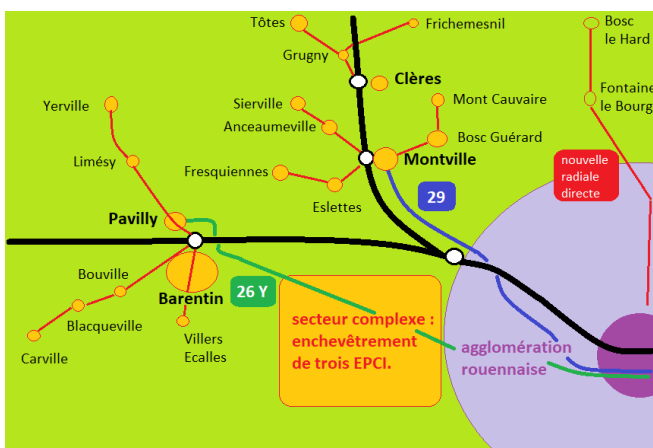 Tôtes
Frichemesnil
Bosc
le Hard
Grugny
Clères
Yerville
Sierville
Mont Cauvaire
Fontaine
le Bourg
Anceaumeville
Bosc Guérard
Limésy
Montville
nouvelle
radiale
directe
Fresquiennes
29
Eslettes
Pavilly
Bouville
Barentin
26 Y
secteur complexe :
enchevêtrement
de trois EPCI.
Blacqueville
Villers
Ecalles
Carville
agglomération
rouennaise